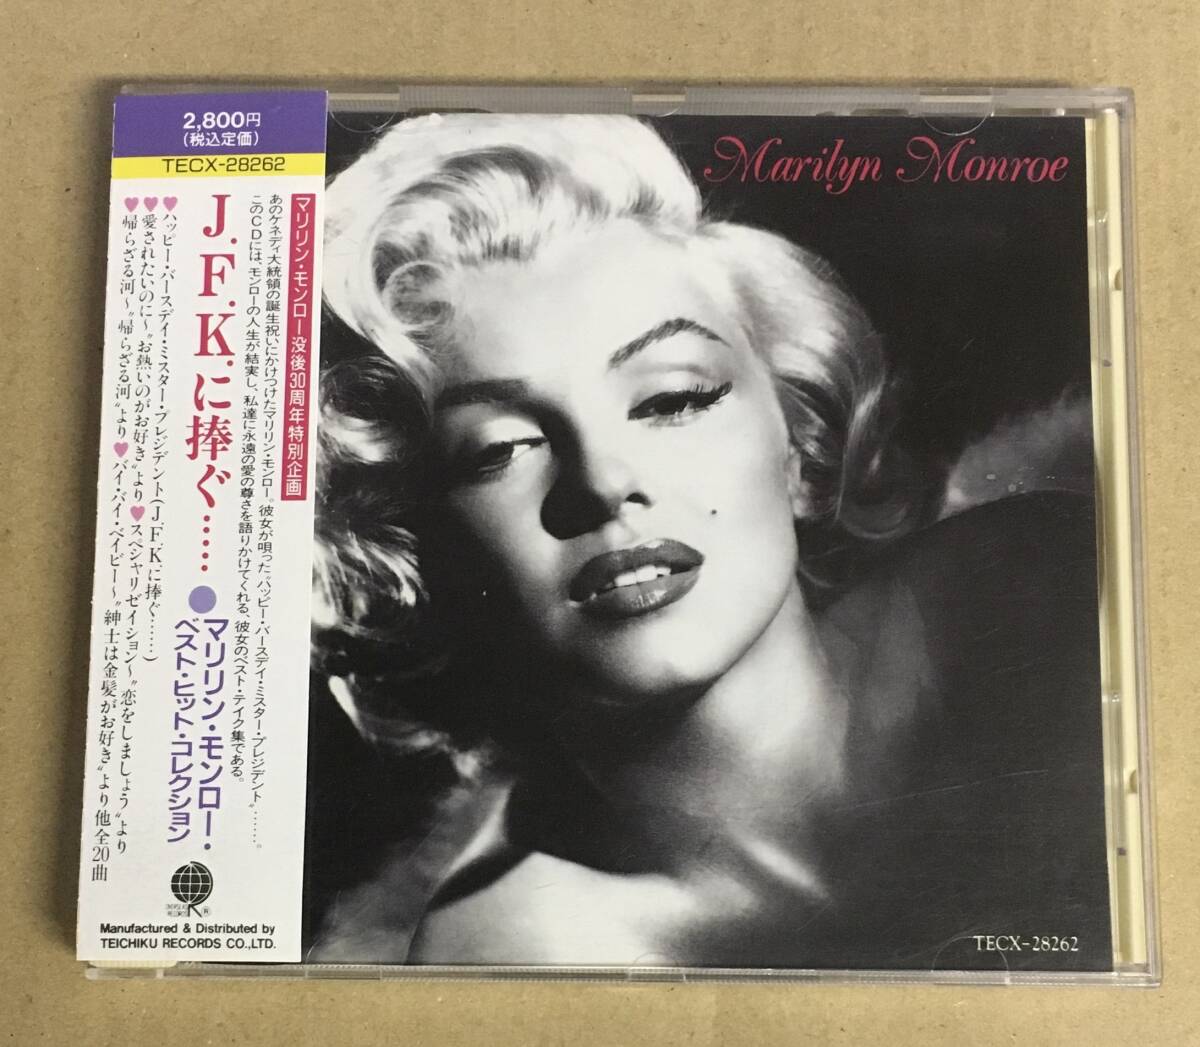 2,800円
(税込定価)
TECX-28262
マリリン・モンロー没後30周年特別企画
あのケネディ大統領の誕生祝いにかけつけたマリリン・モンロー。彼女が唄った“ハッピー・バースデイ・ミスター・プレジデント”……。
このCDには、モンローの人生が結実し、私達に永遠の愛の尊さを語りかけてくれる、彼女のベスト・テイク集である。
J.F.K.に捧ぐ……
●マリリン・モンロー・
ベスト・ヒット・コレクション
♥ハッピー・バースデイ・ミスター・プレジデント(J.F.K.に捧ぐ……)
♥愛されたいのに〜“お熱いのがお好き”より♥スペシャリゼイション〜“恋をしましょう”より
♥帰らざる河〜“帰らざる河”より♥バイ・バイ・ベイビー〜“紳士は金髪がお好き”より他全20曲
OVERSEAS
RECORDS
R
®
Manufactured & Distributed by
TEICHIKU RECORDS CO.,LTD.
Marilyn Monroe
TECX-28262